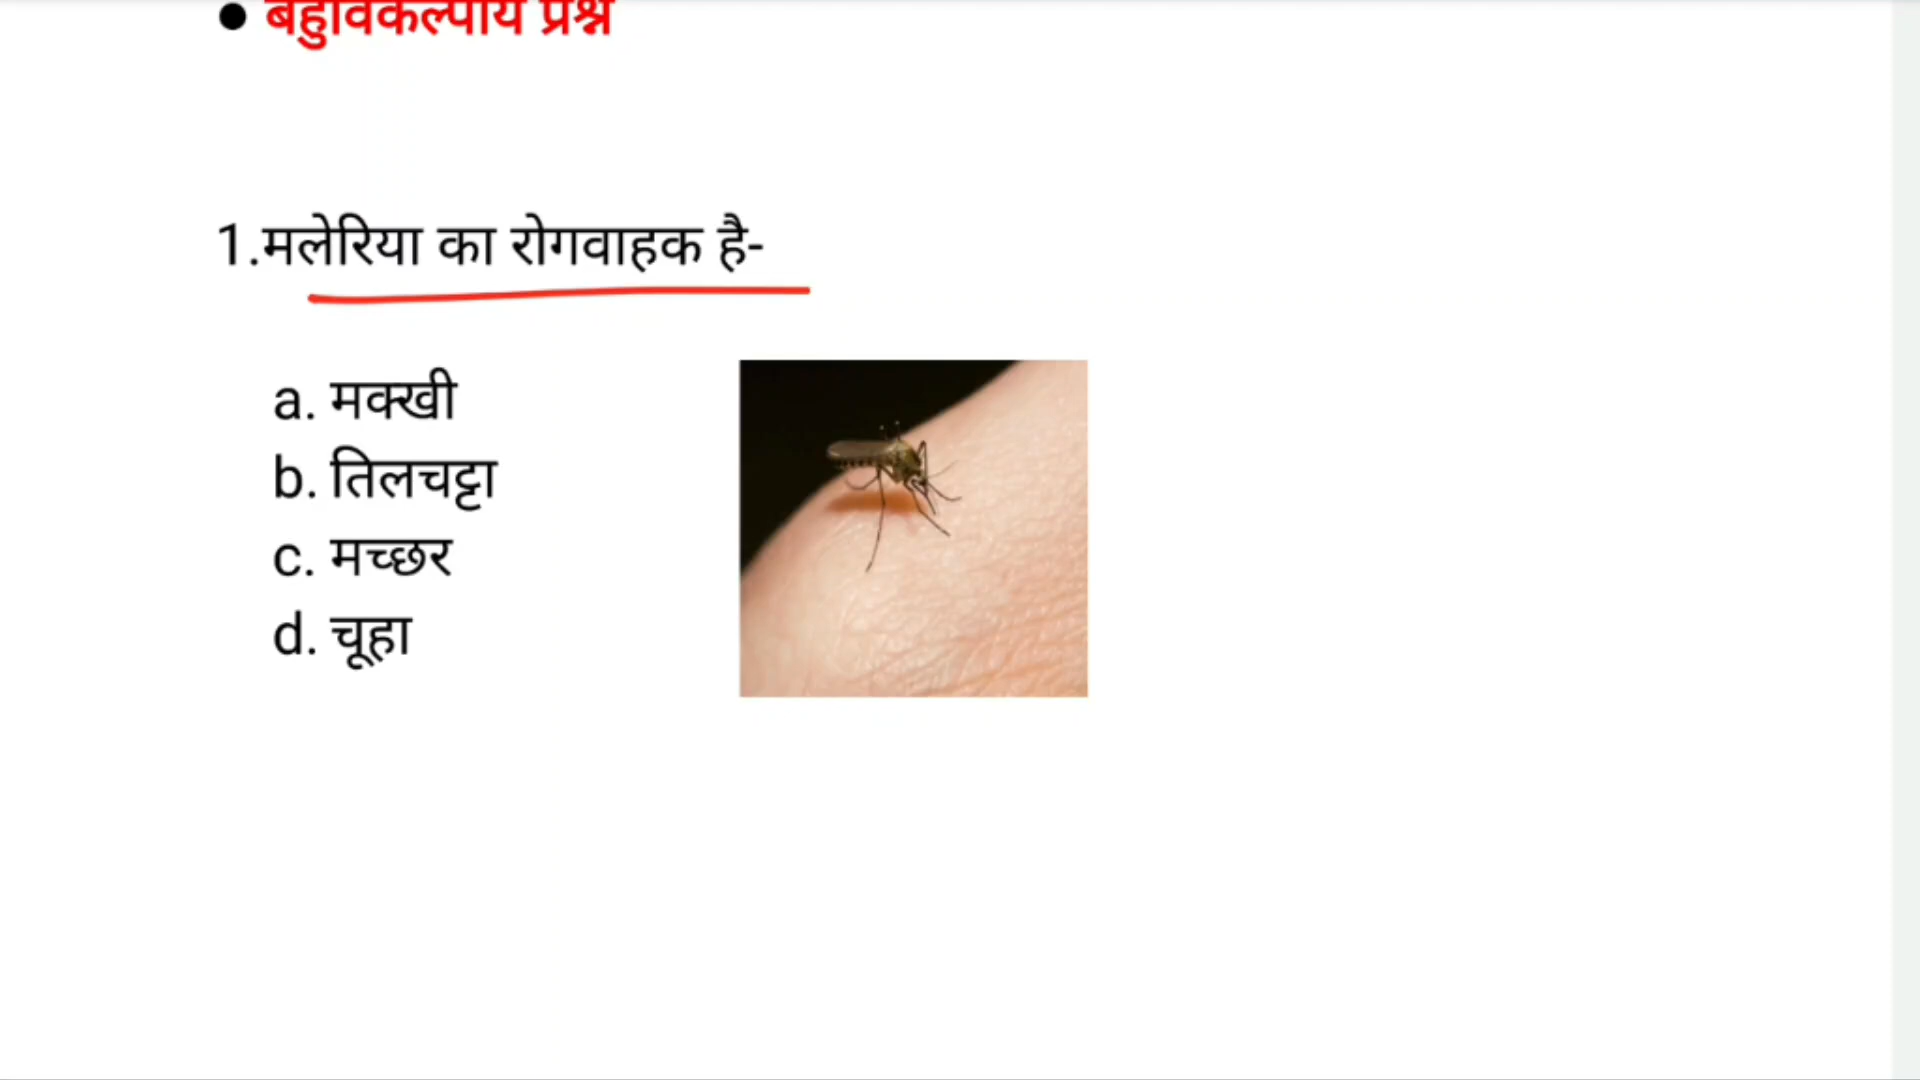 ● बहुविकल्पीय प्रश्न
1.मलेरिया का रोगवाहक है-
a. मक्खी
b. तिलचट्टा
c. मच्छर
d. चूहा